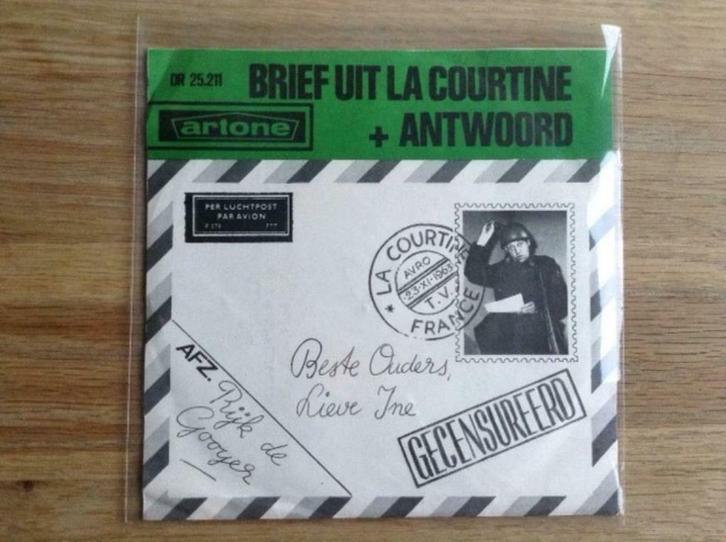 DR 25.211
BRIEF UIT LA COURTINE
artone
+ ANTWOORD
PER LUCHTPOST
PAR AVION
LA COURTINE
AVRO
23·XI·1963
T.V.
FRANCE
AFZ.
Rijk de
Gooyer
Beste Ouders,
Lieve Ine
GECENSUREERD